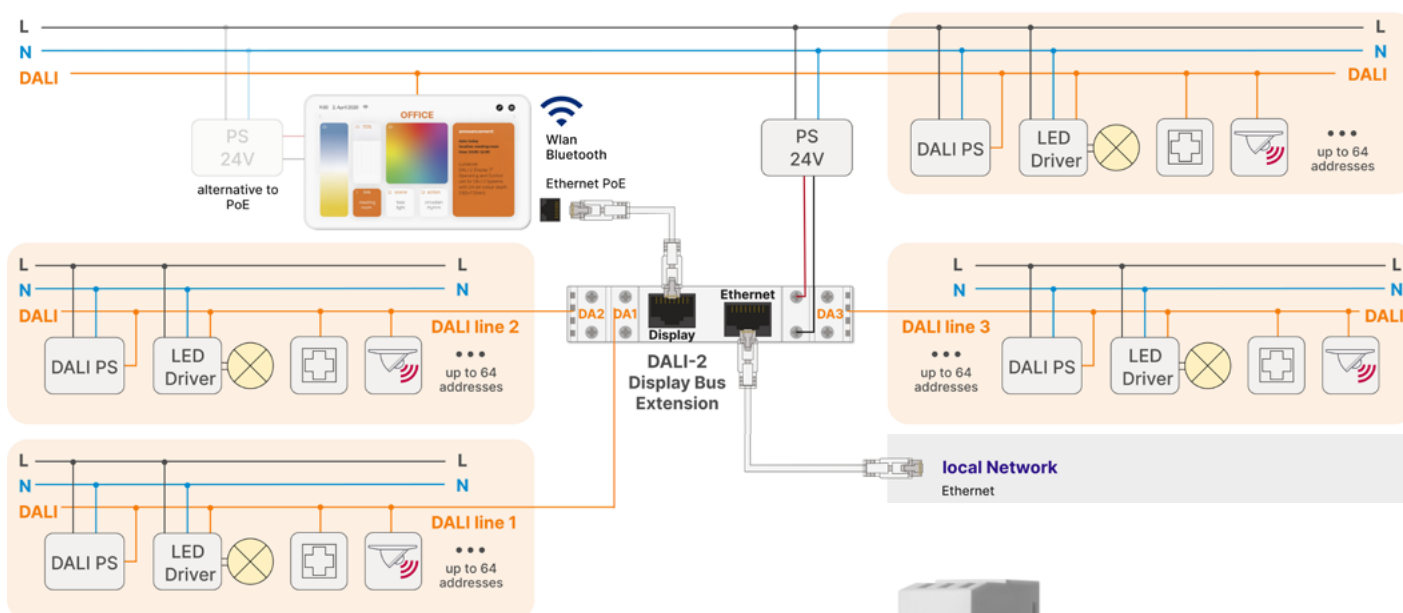 L
L
N
N
DALI
DALI
PS
24V
alternative to
PoE
OFFICE
announcement
Wlan
Bluetooth
Ethernet PoE
PS
24V
DALI PS
LED
Driver
•••
up to 64
addresses
L
L
N
N
DALI
DALI line 2
DALI PS
LED
Driver
•••
up to 64
addresses
DA2
DA1
Display
Ethernet
DA3
DALI-2
Display Bus
Extension
L
L
N
N
DALI line 3
DALI
•••
up to 64
addresses
DALI PS
LED
Driver
L
L
N
N
DALI
DALI line 1
DALI PS
LED
Driver
•••
up to 64
addresses
local Network
Ethernet